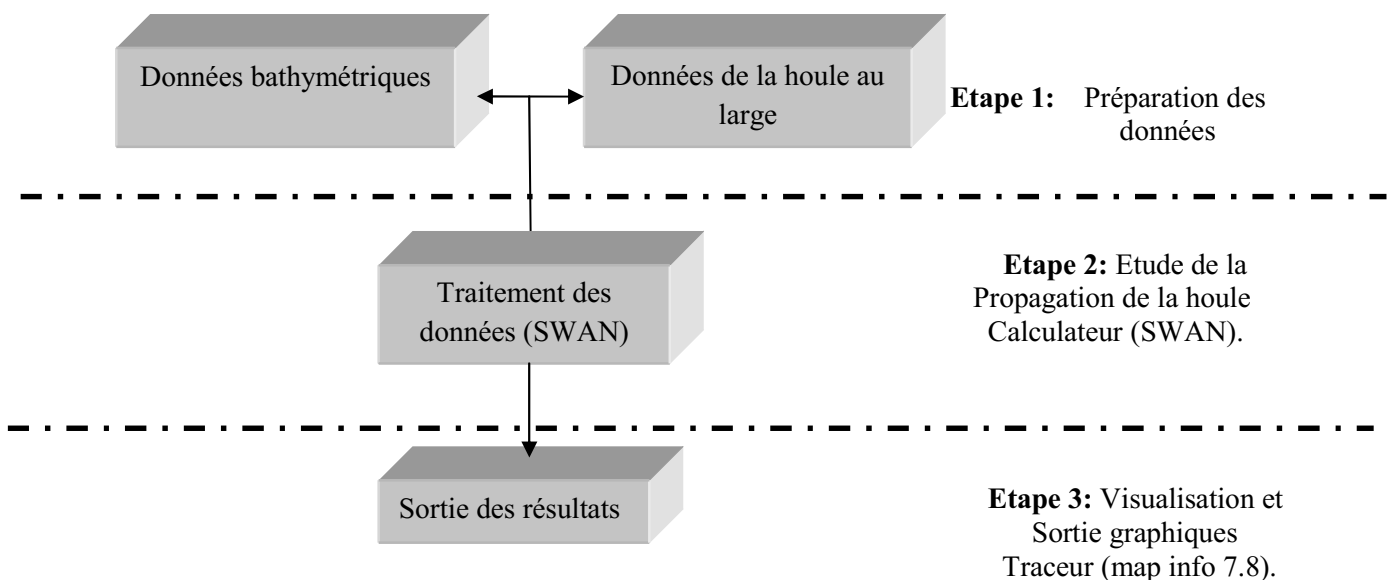 Données bathymétriques
Données de la houle au
large
Etape 1: Préparation des
données
Traitement des
données (SWAN)
Etape 2: Etude de la
Propagation de la houle
Calculateur (SWAN).
Sortie des résultats
Etape 3: Visualisation et
Sortie graphiques
Traceur (map info 7.8).